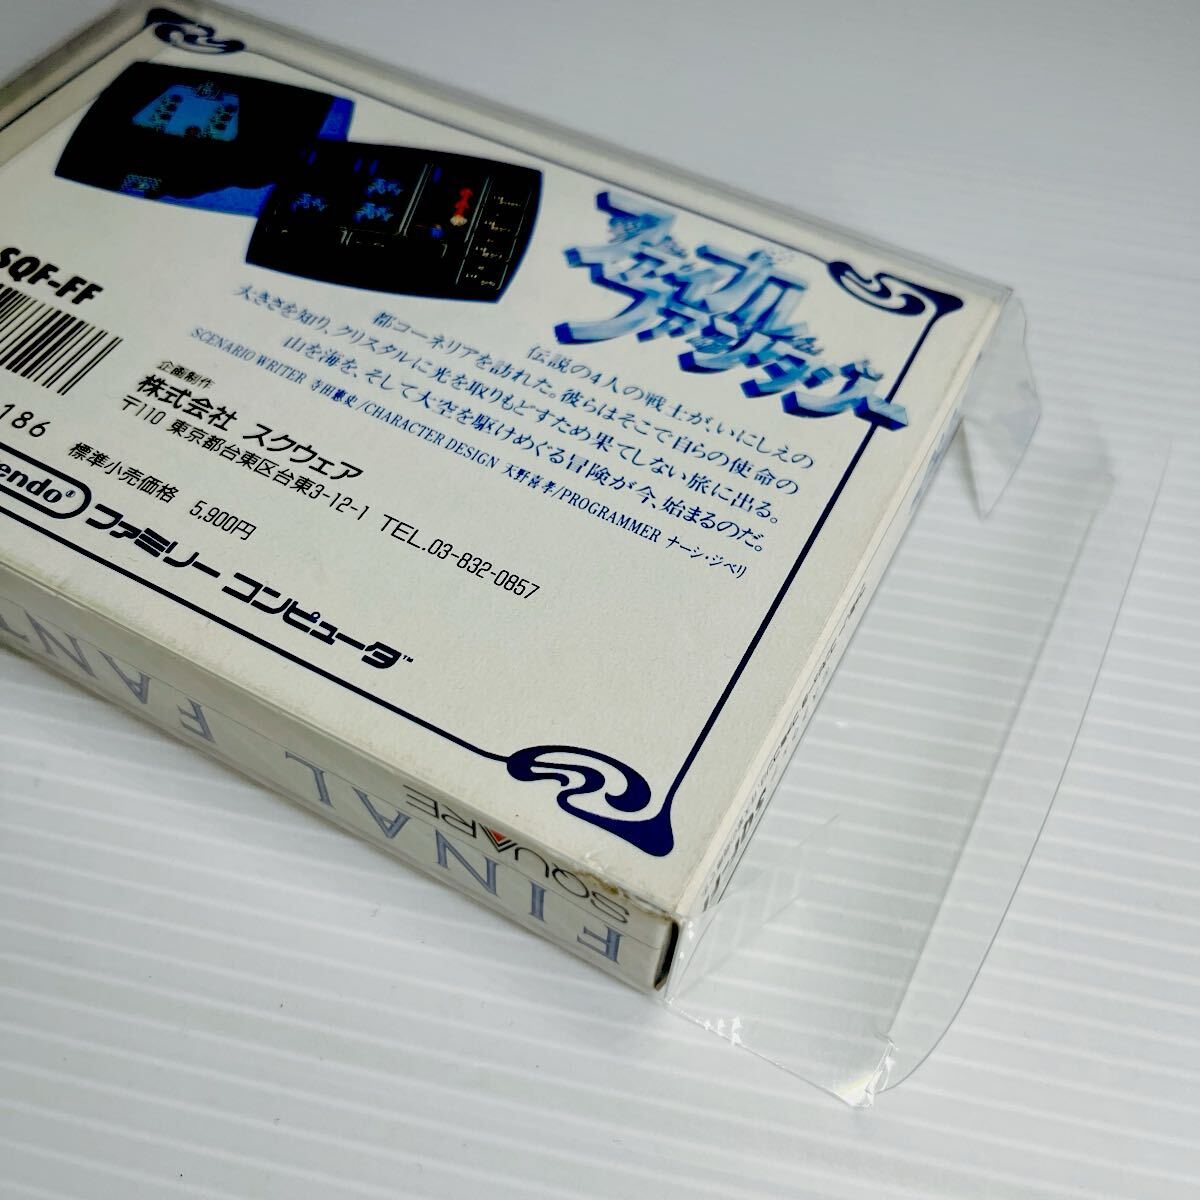 ファイナル
ファンタジー
伝説の4人の戦士が、いにしえの
都コーネリアを訪れた。彼らはそこで自らの使命の
大きさを知り、クリスタルに光を取りもどすため果てしない旅に出る。
山を海を、そして大空を駆けめぐる冒険が今、始まるのだ。
SCENARIO WRITER 寺田憲史/CHARACTER DESIGN 天野喜孝/PROGRAMMER ナーシ・ジベリ
SQF-FF
186
企画制作
株式会社 スクウェア
〒110 東京都台東区台東3-12-1 TEL.03-832-0857
標準小売価格 5,900円
ntendo® ファミリーコンピュータ™
SQUARE
FINAL FANT